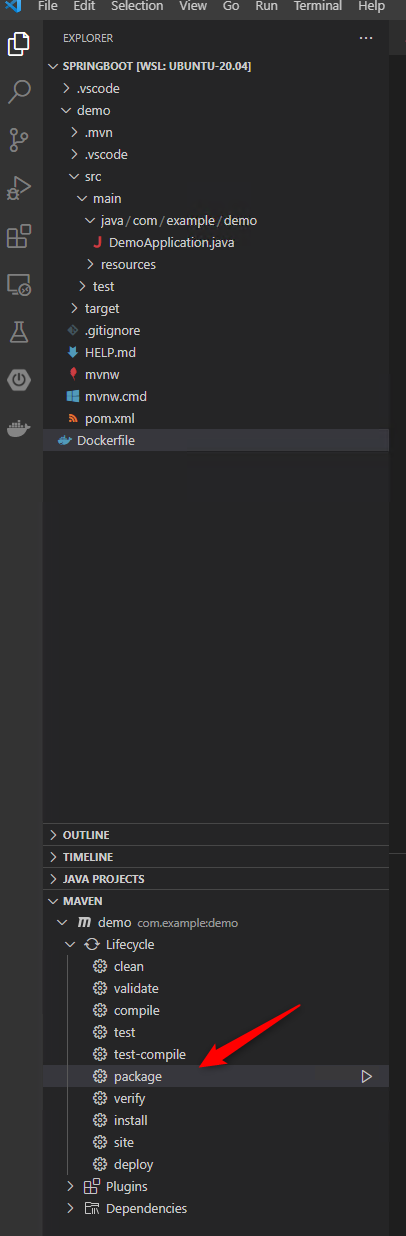 File Edit Selection View Go Run Terminal Help
EXPLORER
SPRINGBOOT [WSL: UBUNTU-20.04]
.vscode
demo
.mvn
.vscode
src
main
java/com/example/demo
DemoApplication.java
resources
test
target
.gitignore
HELP.md
mvnw
mvnw.cmd
pom.xml
Dockerfile
OUTLINE
TIMELINE
JAVA PROJECTS
MAVEN
demo com.example:demo
Lifecycle
clean
validate
compile
test
test-compile
package
verify
install
site
deploy
Plugins
Dependencies